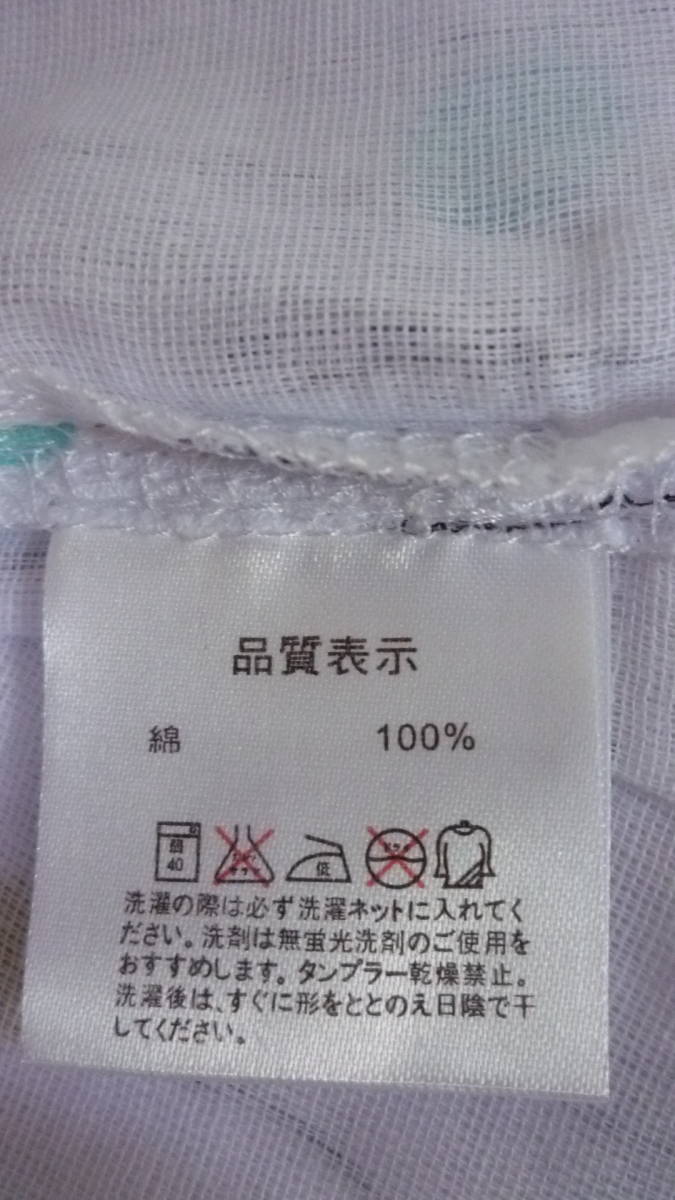 品質表示
綿 100%
40
低
洗濯の際は必ず洗濯ネットに入れてく
ださい。洗剤は無蛍光洗剤のご使用を
おすすめします。タンプラー乾燥禁止。
洗濯後は、すぐに形をととのえ日陰で干
してください。